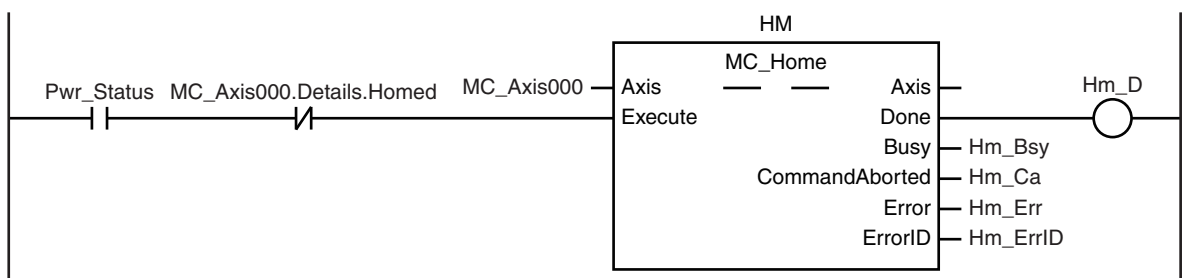 HM
MC_Home
Pwr_Status MC_Axis000.Details.Homed MC_Axis000 Axis Axis Hm_D
Execute Done
Busy Hm_Bsy
CommandAborted Hm_Ca
Error Hm_Err
ErrorID Hm_ErrID